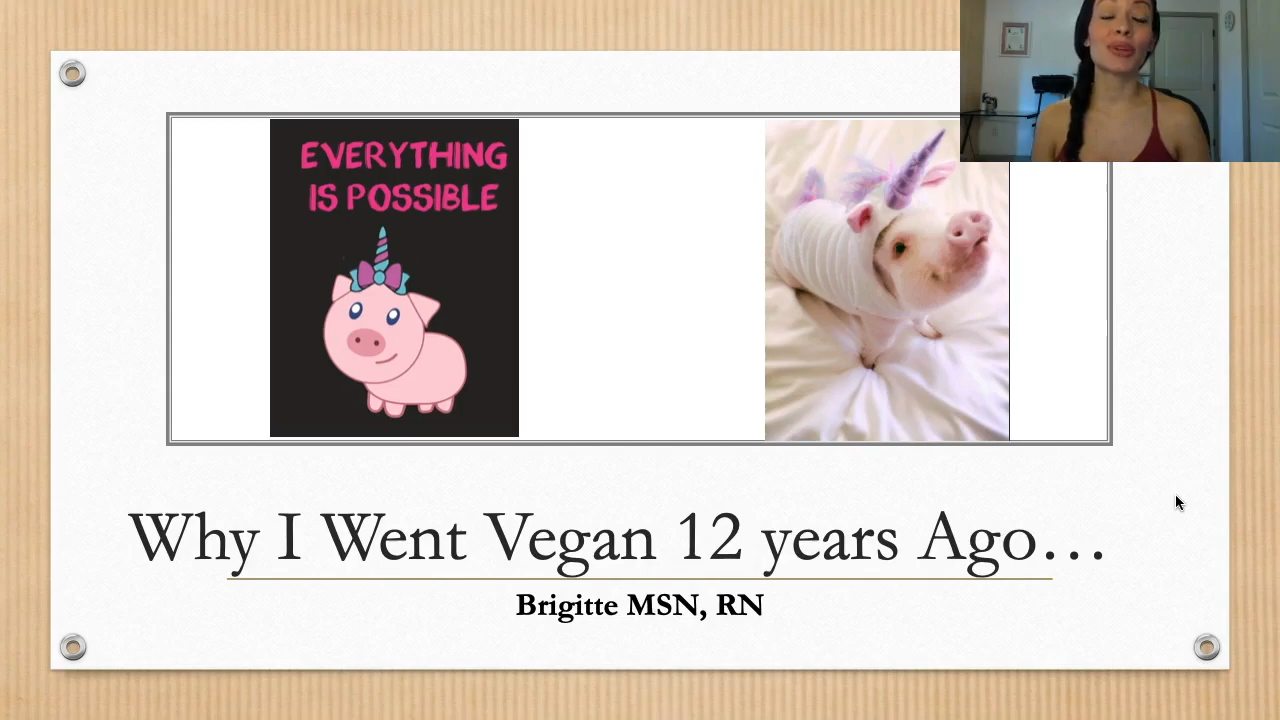 EVERYTHING
IS POSSIBLE
Why I Went Vegan 12 years Ago…
Brigitte MSN, RN